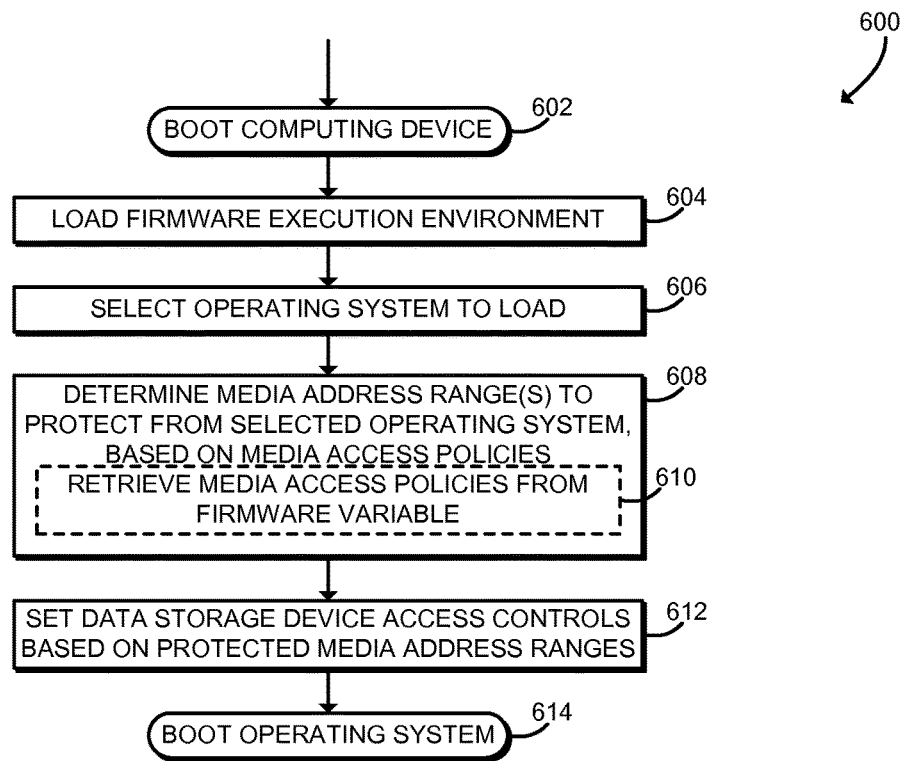 600
BOOT COMPUTING DEVICE
602
LOAD FIRMWARE EXECUTION ENVIRONMENT
604
SELECT OPERATING SYSTEM TO LOAD
606
DETERMINE MEDIA ADDRESS RANGE(S) TO
PROTECT FROM SELECTED OPERATING SYSTEM,
BASED ON MEDIA ACCESS POLICIES
608
RETRIEVE MEDIA ACCESS POLICIES FROM
FIRMWARE VARIABLE
610
SET DATA STORAGE DEVICE ACCESS CONTROLS
BASED ON PROTECTED MEDIA ADDRESS RANGES
612
BOOT OPERATING SYSTEM
614